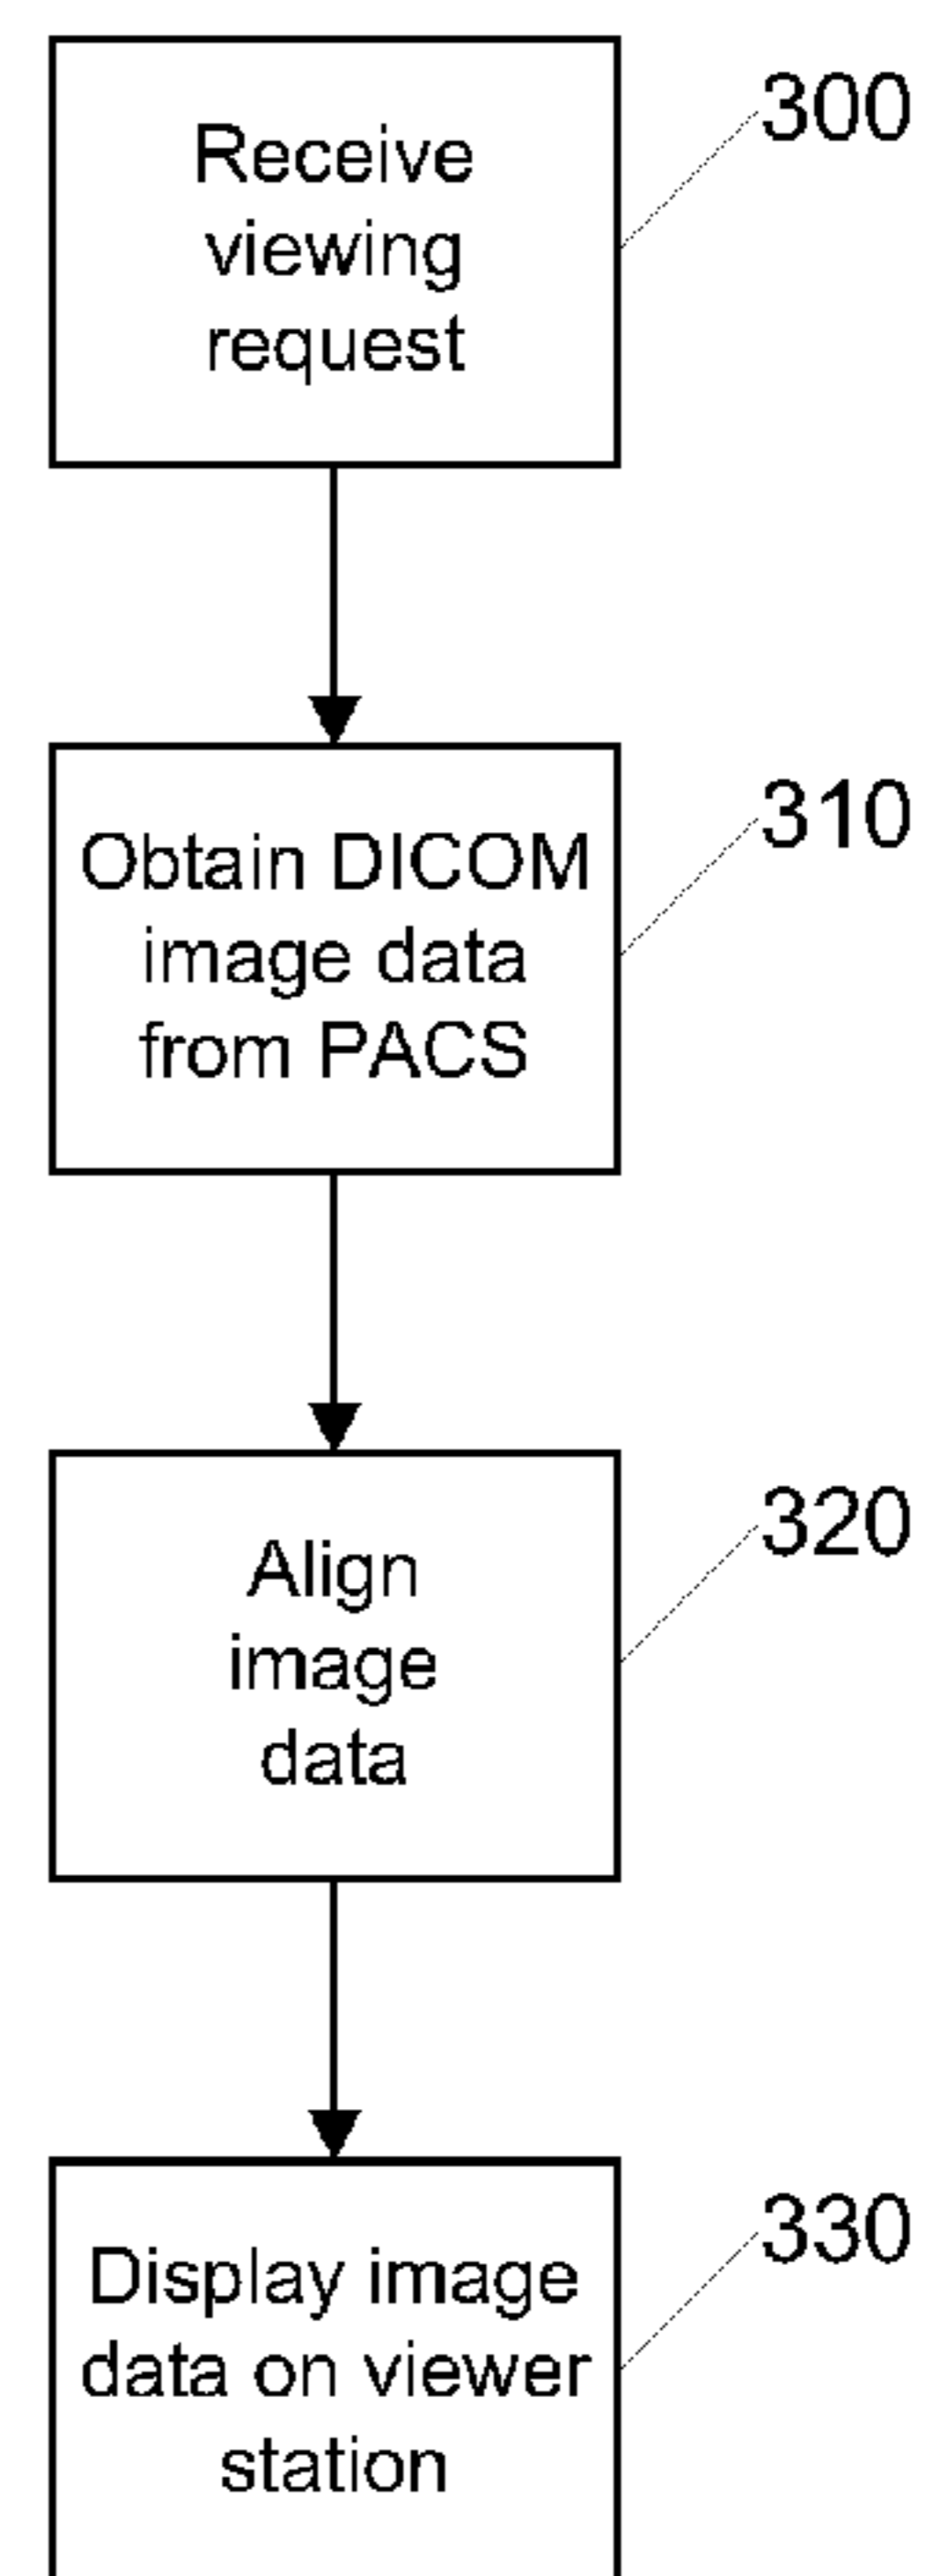 Receive
viewing
request
300
Obtain DICOM
image data
from PACS
310
Align
image
data
320
Display image
data on viewer
station
330